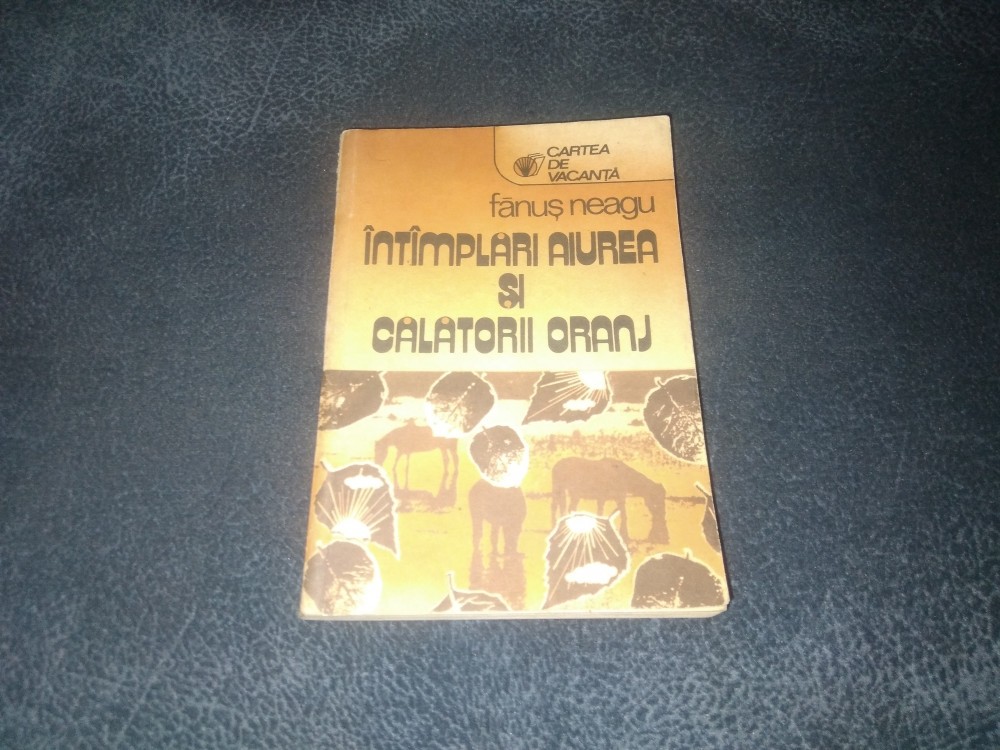 CARTEA
DE
VACANȚĂ
fănuș neagu
ÎNTÎMPLĂRI AIUREA
ȘI
CĂLĂTORII ORANJ